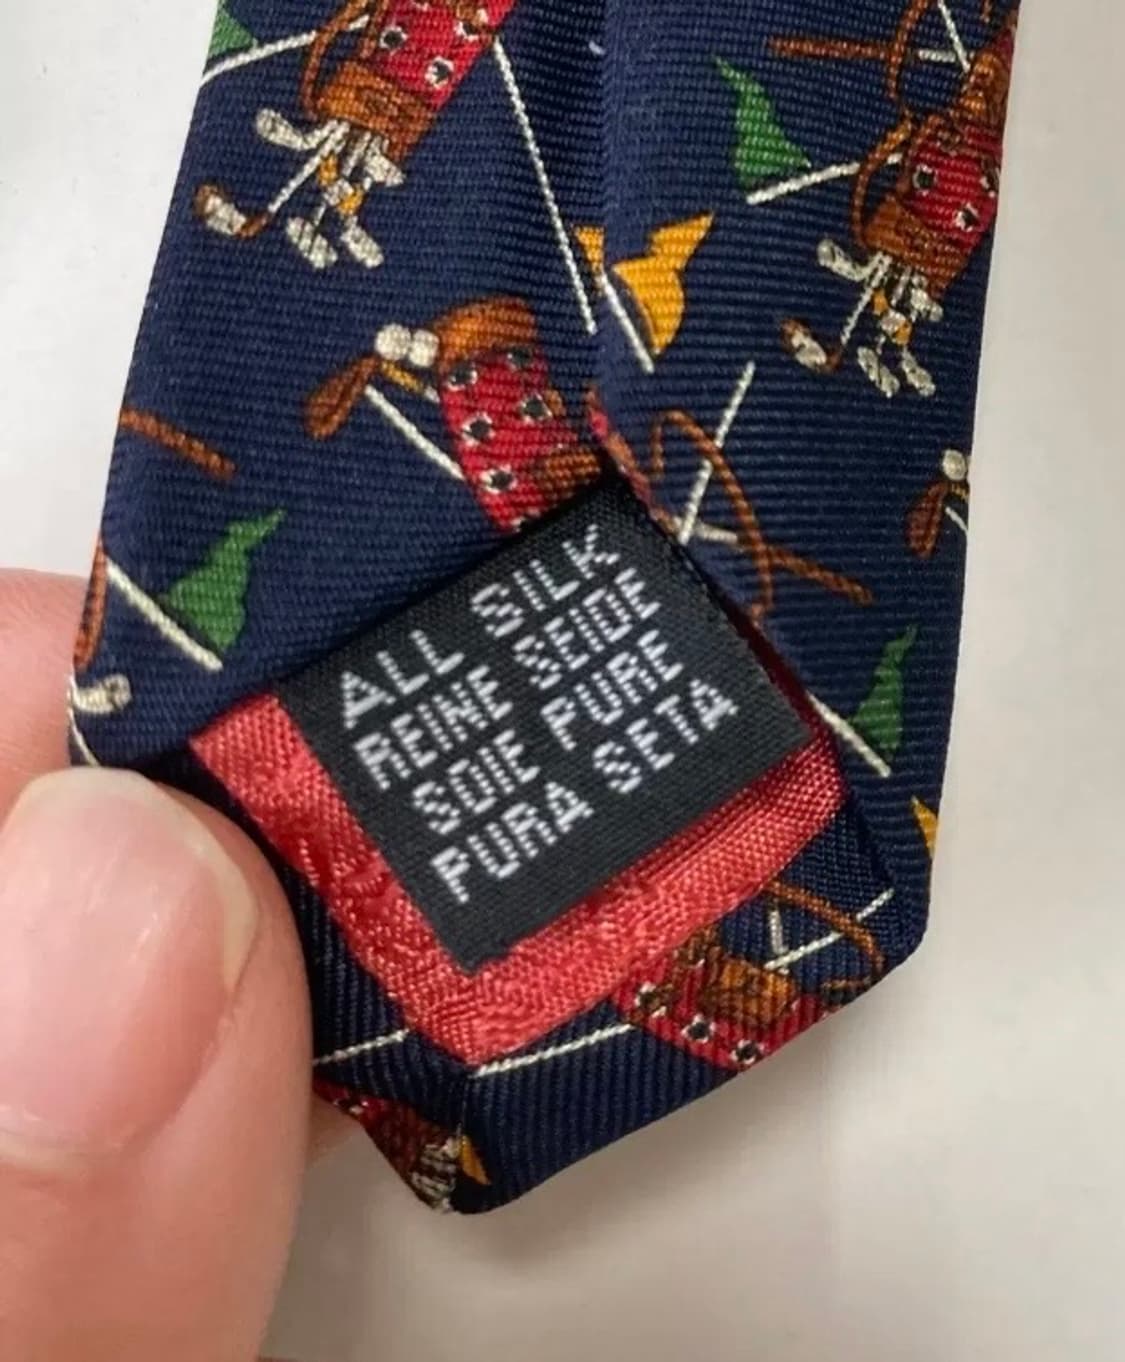 ALL SILK
REINE SEIDE
SOIE PURE
PURA SETA